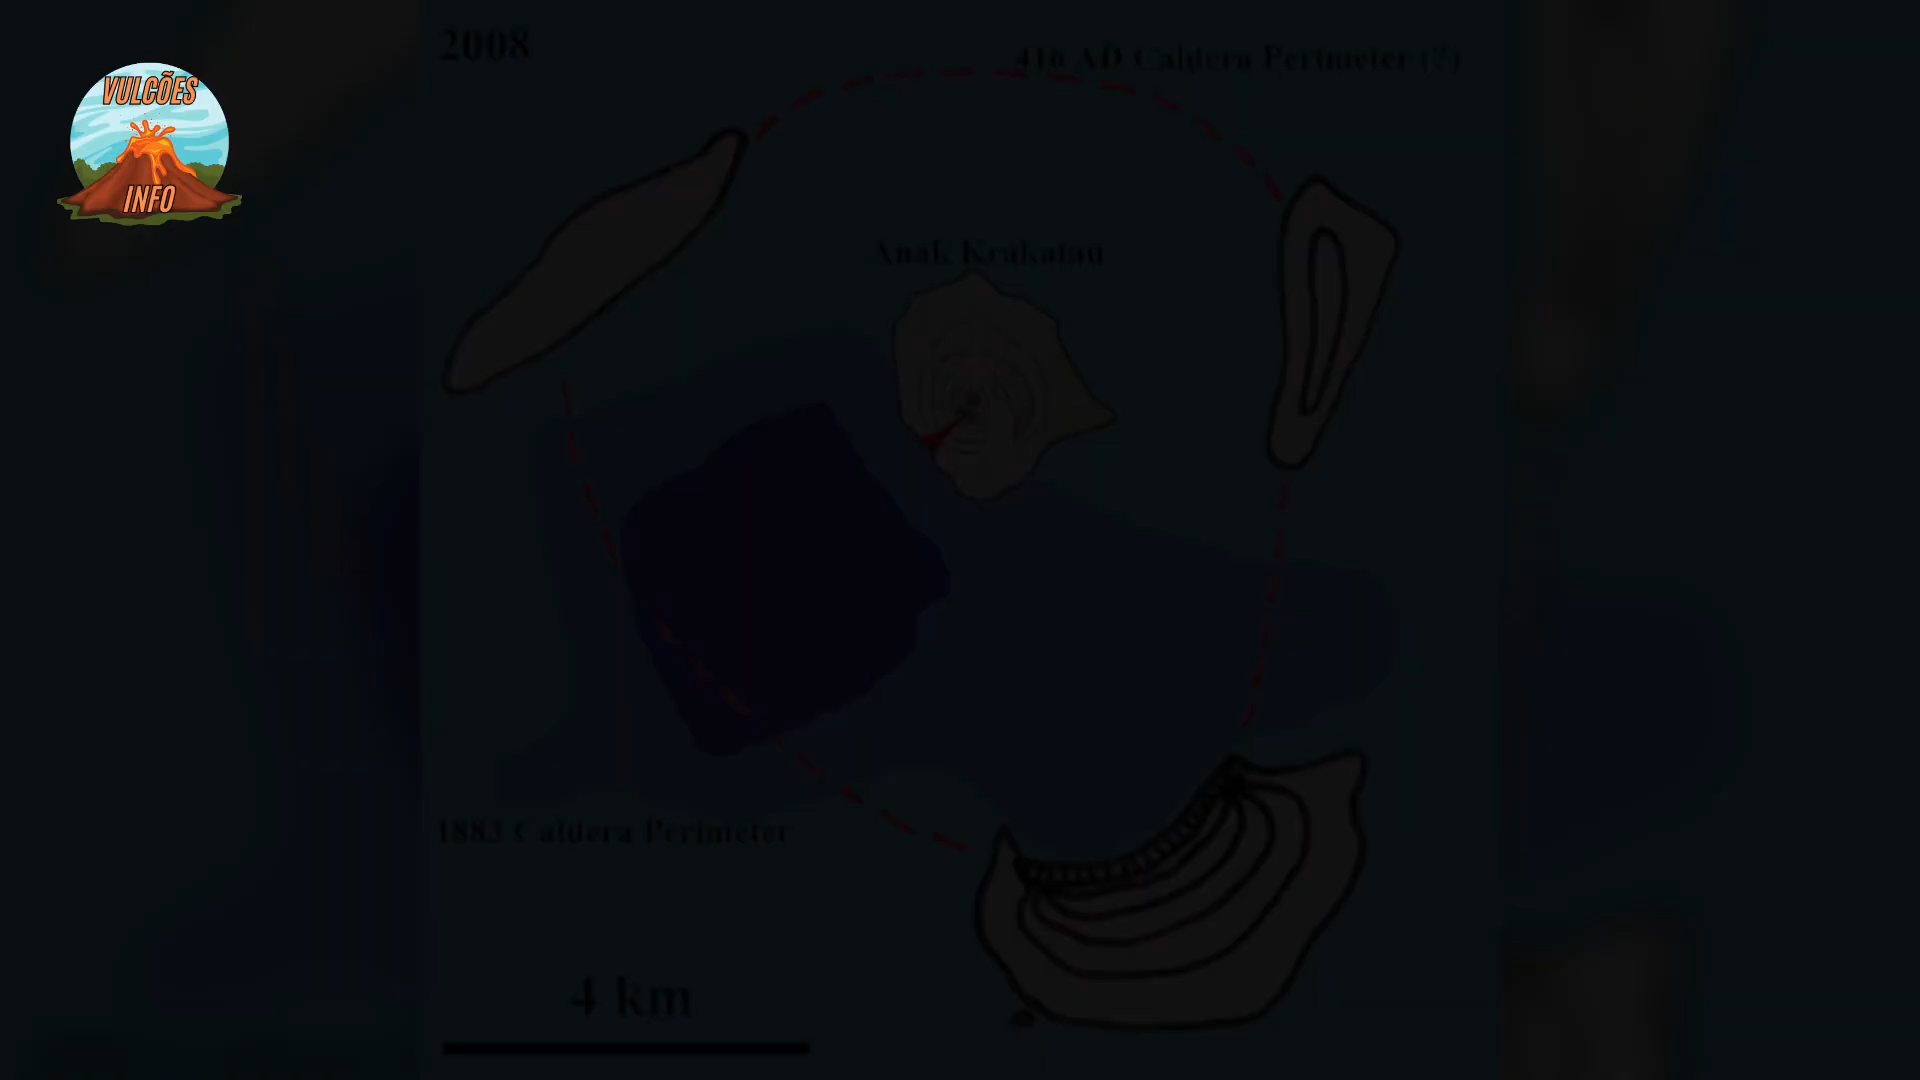 2008
416 AD Caldera Perimeter (?)
VULCÕES
INFO
Anak Krakatau
1883 Caldera Perimeter
4 km